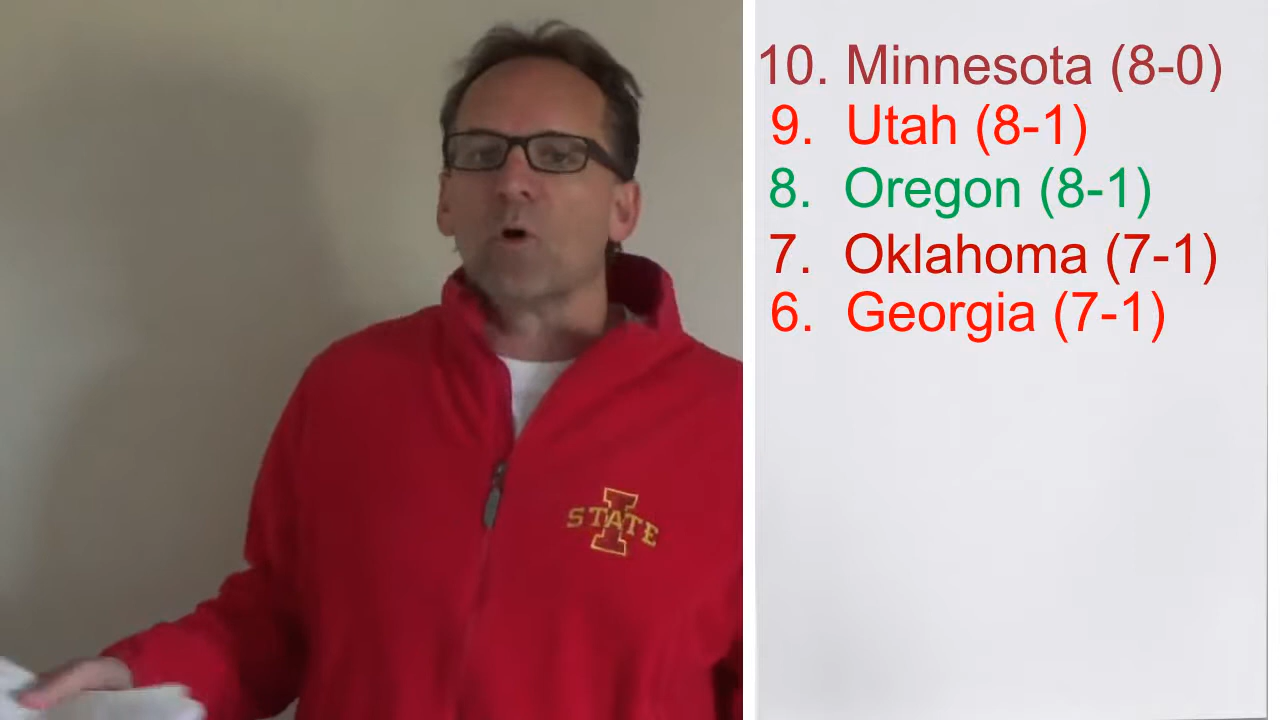 10. Minnesota (8-0)
9. Utah (8-1)
8. Oregon (8-1)
7. Oklahoma (7-1)
6. Georgia (7-1)
I STATE